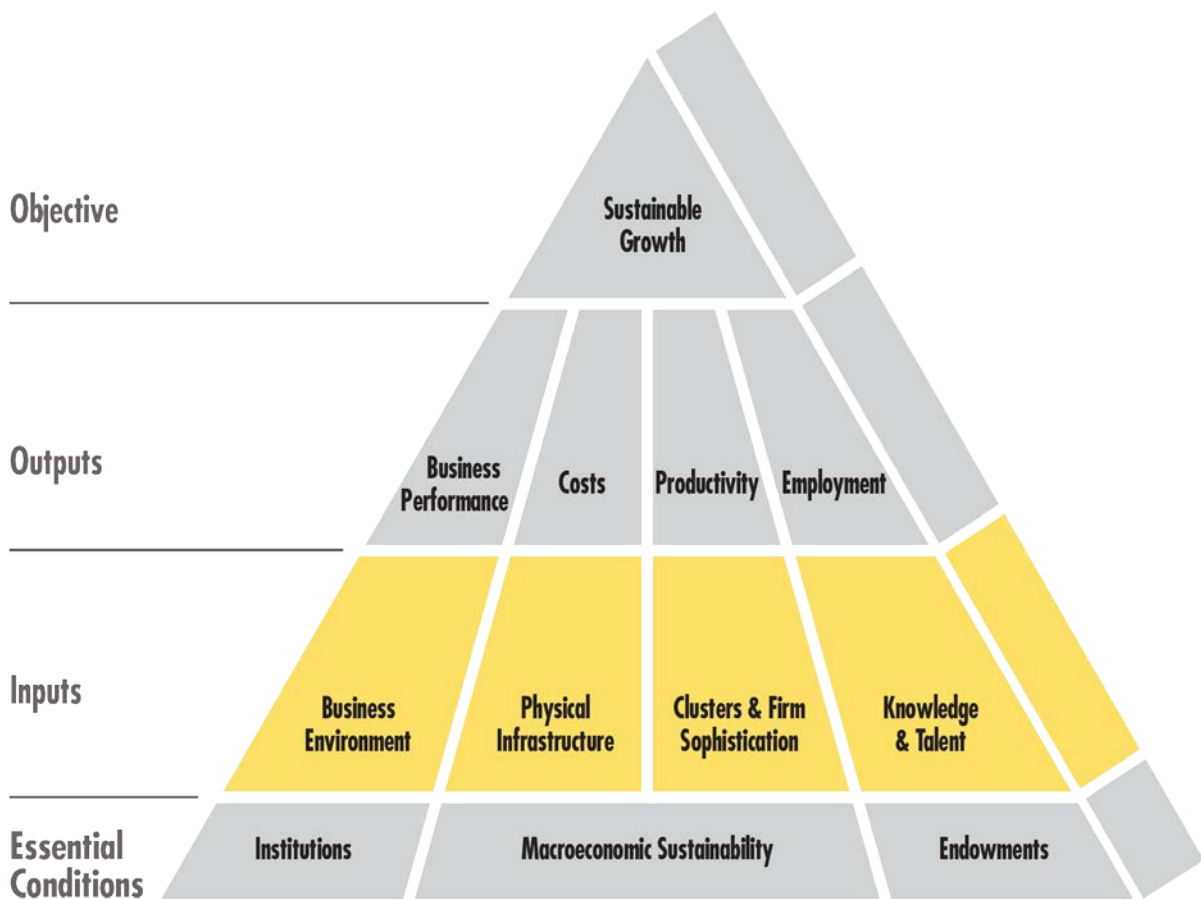 Objective
Sustainable
Growth
Outputs
Business
Performance
Costs
Productivity
Employment
Inputs
Business
Environment
Physical
Infrastructure
Clusters & Firm
Sophistication
Knowledge
& Talent
Essential
Conditions
Institutions
Macroeconomic Sustainability
Endowments